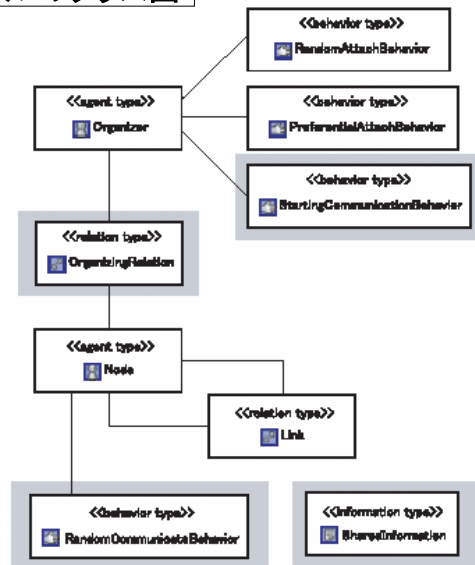 <<behavior type>>
RandomAttachBehavior
<<agent type>>
Organizer
<<behavior type>>
PreferentialAttachBehavior
<<behavior type>>
StartingCommunicationBehavior
<<relation type>>
OrganizingRelation
<<agent type>>
Node
<<relation type>>
Link
<<behavior type>>
RandomCommunicateBehavior
<<information type>>
SharedInformation